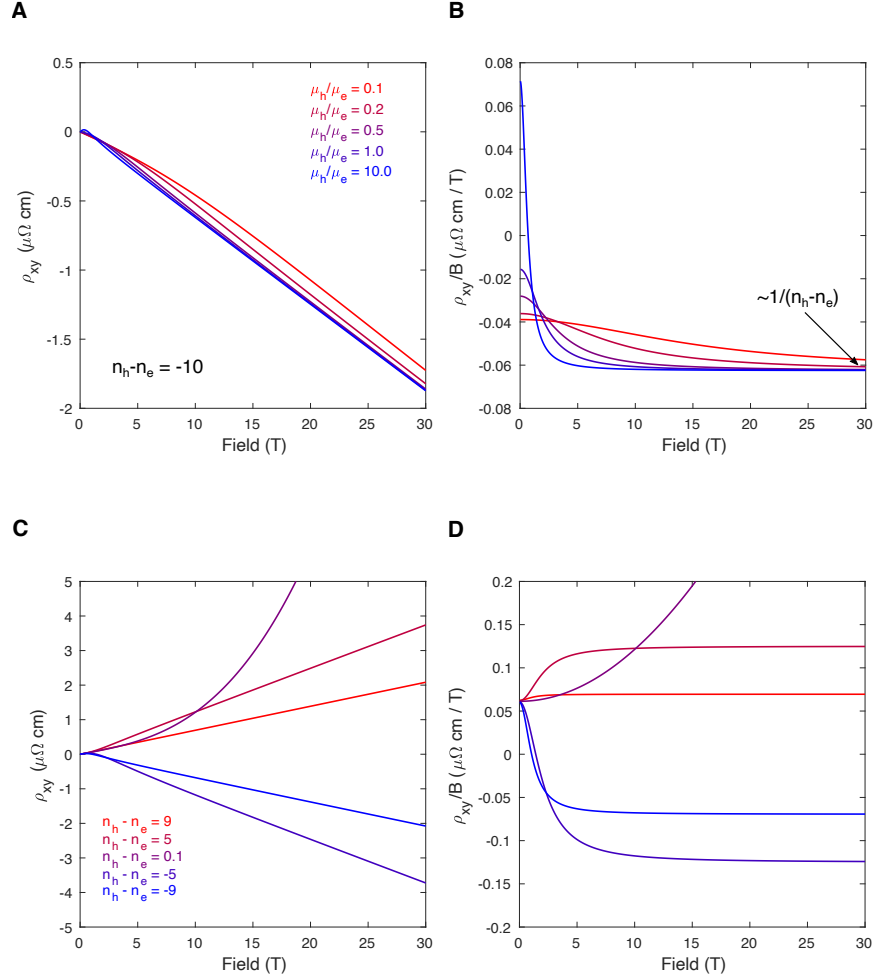 A
B
0.5
0
-0.5
-1
-1.5
-2
ρxy (μΩ cm)
μh/μe = 0.1
μh/μe = 0.2
μh/μe = 0.5
μh/μe = 1.0
μh/μe = 10.0
nh-ne = -10
0 5 10 15 20 25 30
Field (T)
0.08
0.06
0.04
0.02
0
-0.02
-0.04
-0.06
-0.08
ρxy/B (μΩ cm / T)
~1/(nh-ne)
0 5 10 15 20 25 30
Field (T)
C
D
5
4
3
2
1
0
-1
-2
-3
-4
-5
ρxy (μΩ cm)
nh - ne = 9
nh - ne = 5
nh - ne = 0.1
nh - ne = -5
nh - ne = -9
0 5 10 15 20 25 30
Field (T)
0.2
0.15
0.1
0.05
0
-0.05
-0.1
-0.15
-0.2
ρxy/B (μΩ cm / T)
0 5 10 15 20 25 30
Field (T)